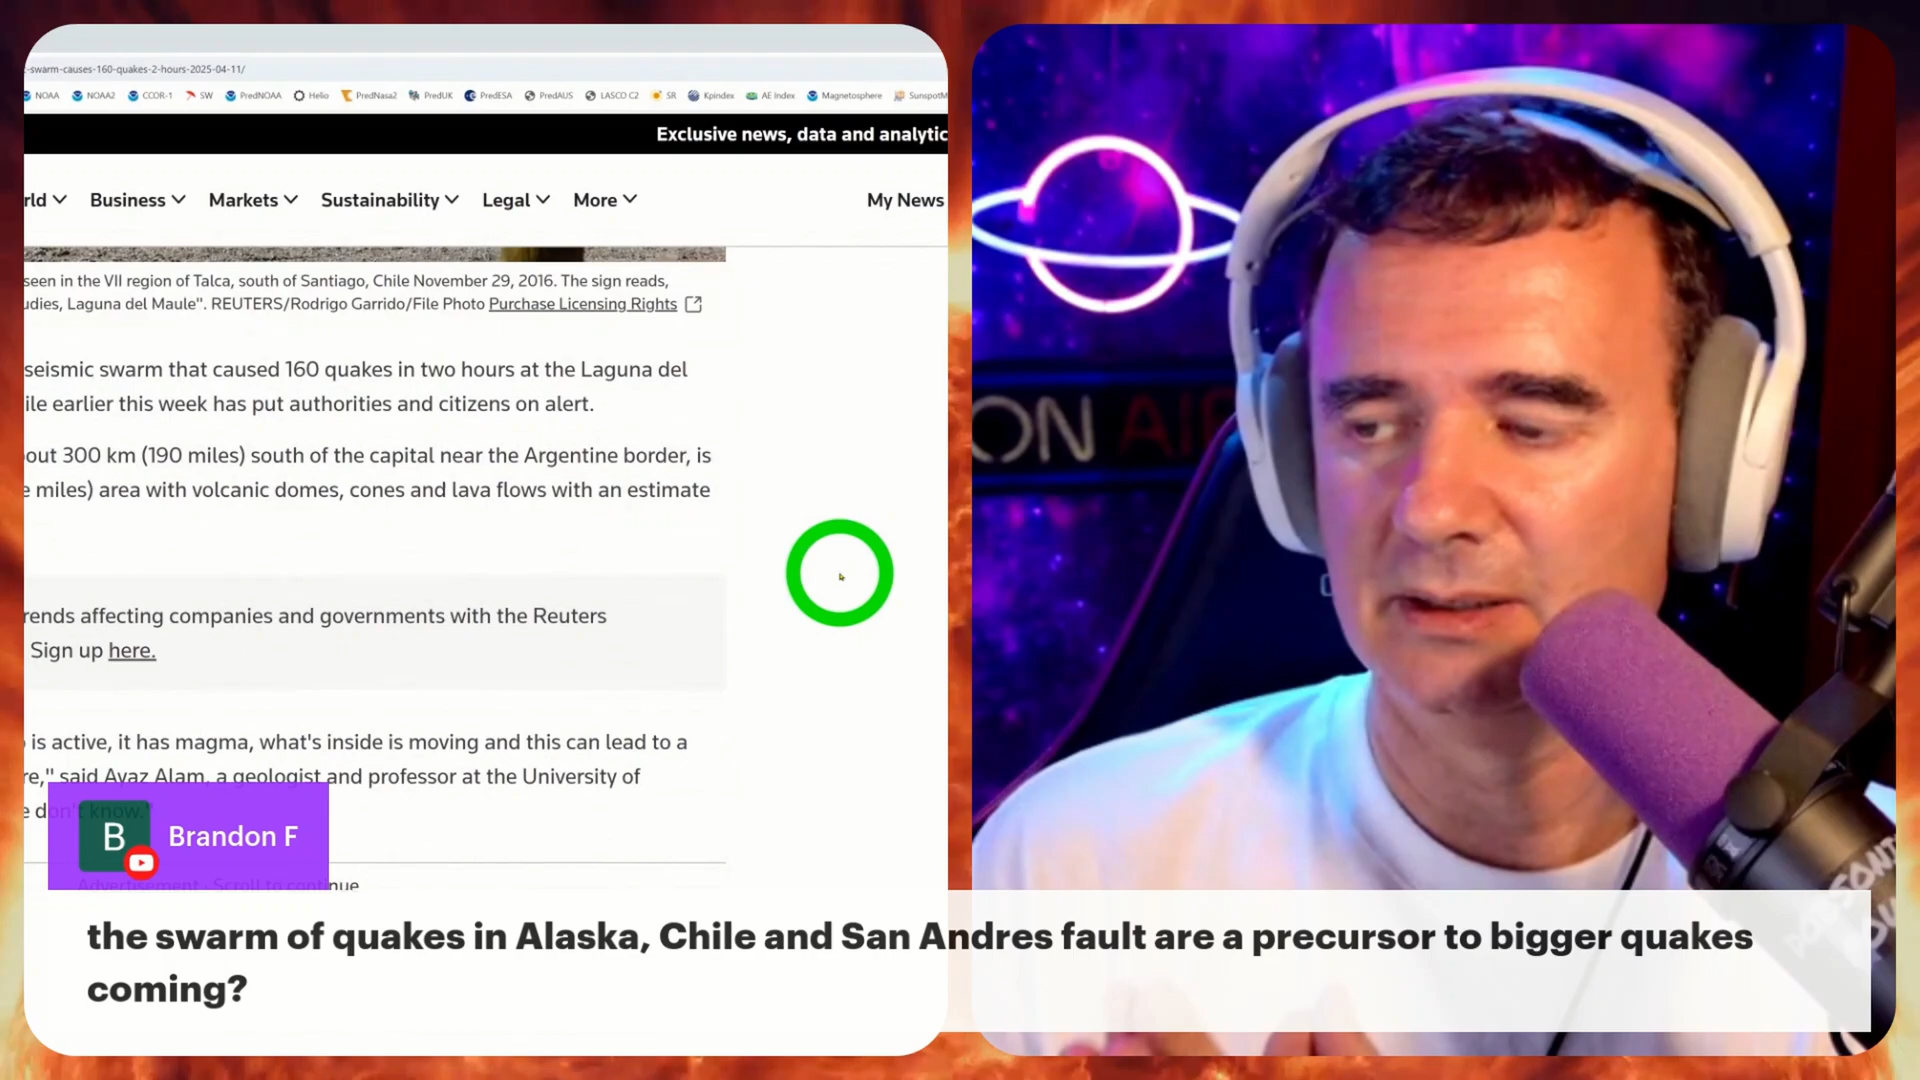 -swarm-causes-160-quakes-2-hours-2025-04-11/
NOAA NOAA2 CCOR-1 SW PredNOAA Helio PredNasa2 PredUK PredESA PredAUS LASCO C2 SR Kpindex AE Index Magnetosphere SunspotM
Exclusive news, data and analytic
rld Business Markets Sustainability Legal More My News
seen in the VII region of Talca, south of Santiago, Chile November 29, 2016. The sign reads,
udies, Laguna del Maule". REUTERS/Rodrigo Garrido/File Photo Purchase Licensing Rights
seismic swarm that caused 160 quakes in two hours at the Laguna del
ile earlier this week has put authorities and citizens on alert.
out 300 km (190 miles) south of the capital near the Argentine border, is
e miles) area with volcanic domes, cones and lava flows with an estimate
rends affecting companies and governments with the Reuters
Sign up here.
is active, it has magma, what's inside is moving and this can lead to a
re," said Ayaz Alam, a geologist and professor at the University of
e don't know."
B Brandon F
Advertisement · Scroll to continue
the swarm of quakes in Alaska, Chile and San Andres fault are a precursor to bigger quakes
coming?
ON AIR